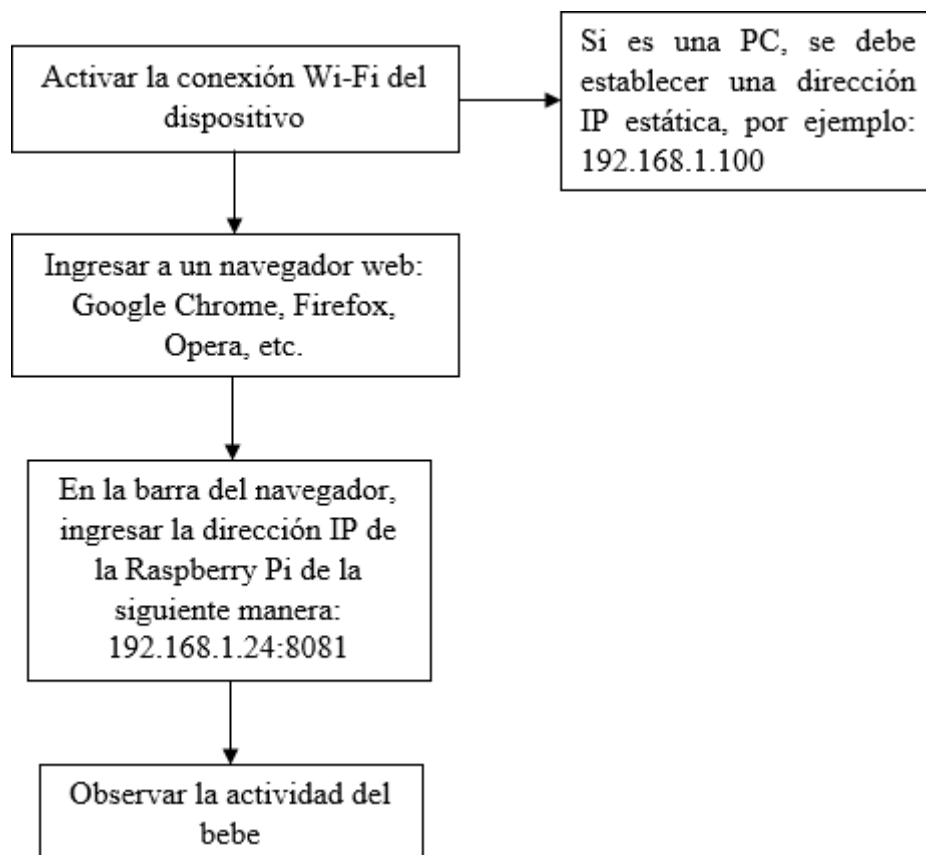 Activar la conexión Wi-Fi del
dispositivo
Si es una PC, se debe
establecer una dirección
IP estática, por ejemplo:
192.168.1.100
Ingresar a un navegador web:
Google Chrome, Firefox,
Opera, etc.
En la barra del navegador,
ingresar la dirección IP de
la Raspberry Pi de la
siguiente manera:
192.168.1.24:8081
Observar la actividad del
bebe